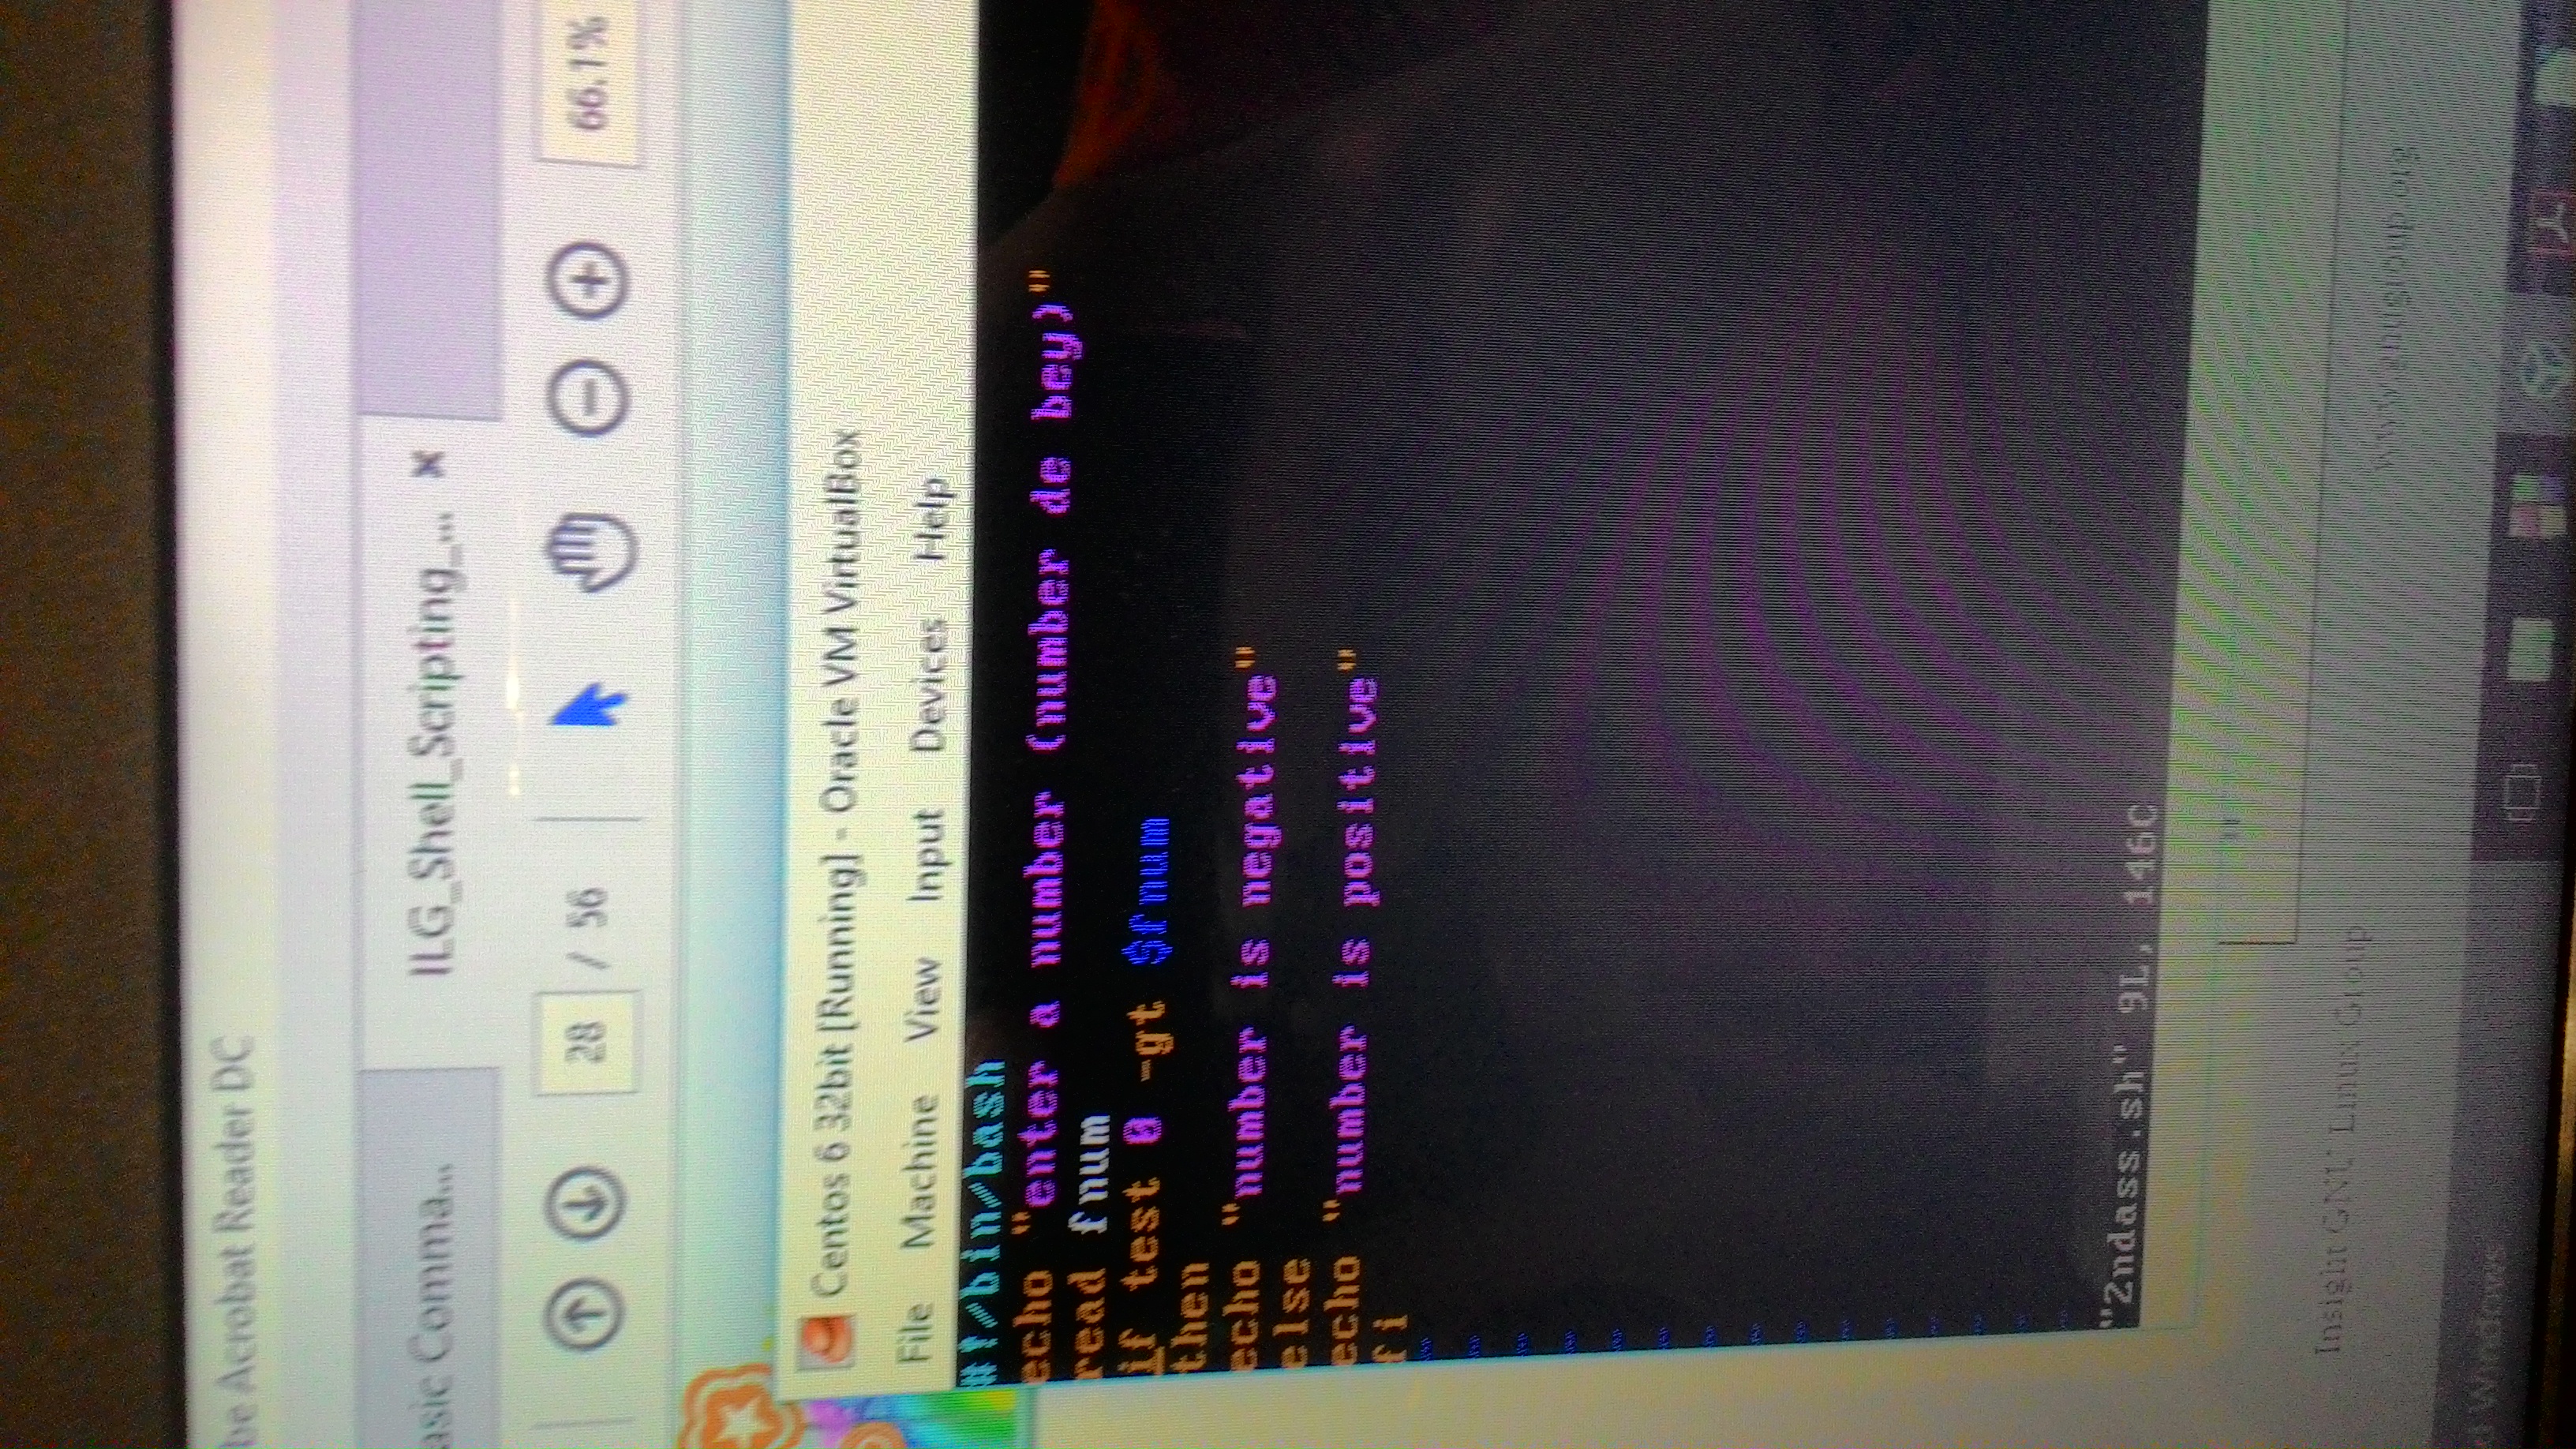 be Acrobat Reader DC
asic Comma...
ILG_Shell_Scripting_...
28 / 56
66.1%
Centos 6 32bit [Running] - Oracle VM VirtualBox
File Machine View Input Devices Help
#!/bin/bash
echo "enter a number (number de bey)"
read fnum
if test 0 -gt $fnum
then
echo "number is negative"
else
echo "number is positive"
fi
~
~
~
~
~
~
~
~
~
~
~
~
~
~
"2ndass.sh" 9L, 146C
Insight GNU Linux Group
www.gnugroup.org
d Windows